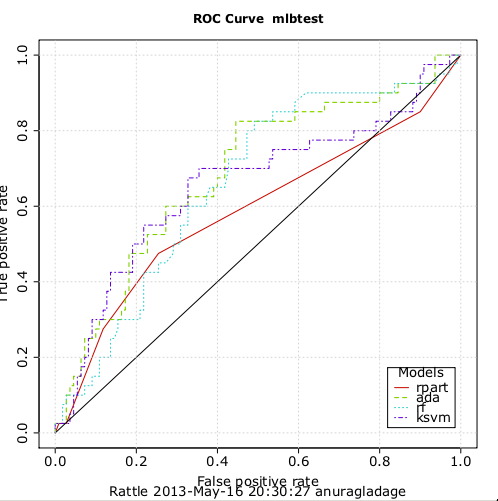 ROC Curve mlbtest
True positive rate
1.0
0.8
0.6
0.4
0.2
0.0
Models
rpart
ada
rf
ksvm
0.0 0.2 0.4 0.6 0.8 1.0
False positive rate
Rattle 2013-May-16 20:30:27 anuragladage